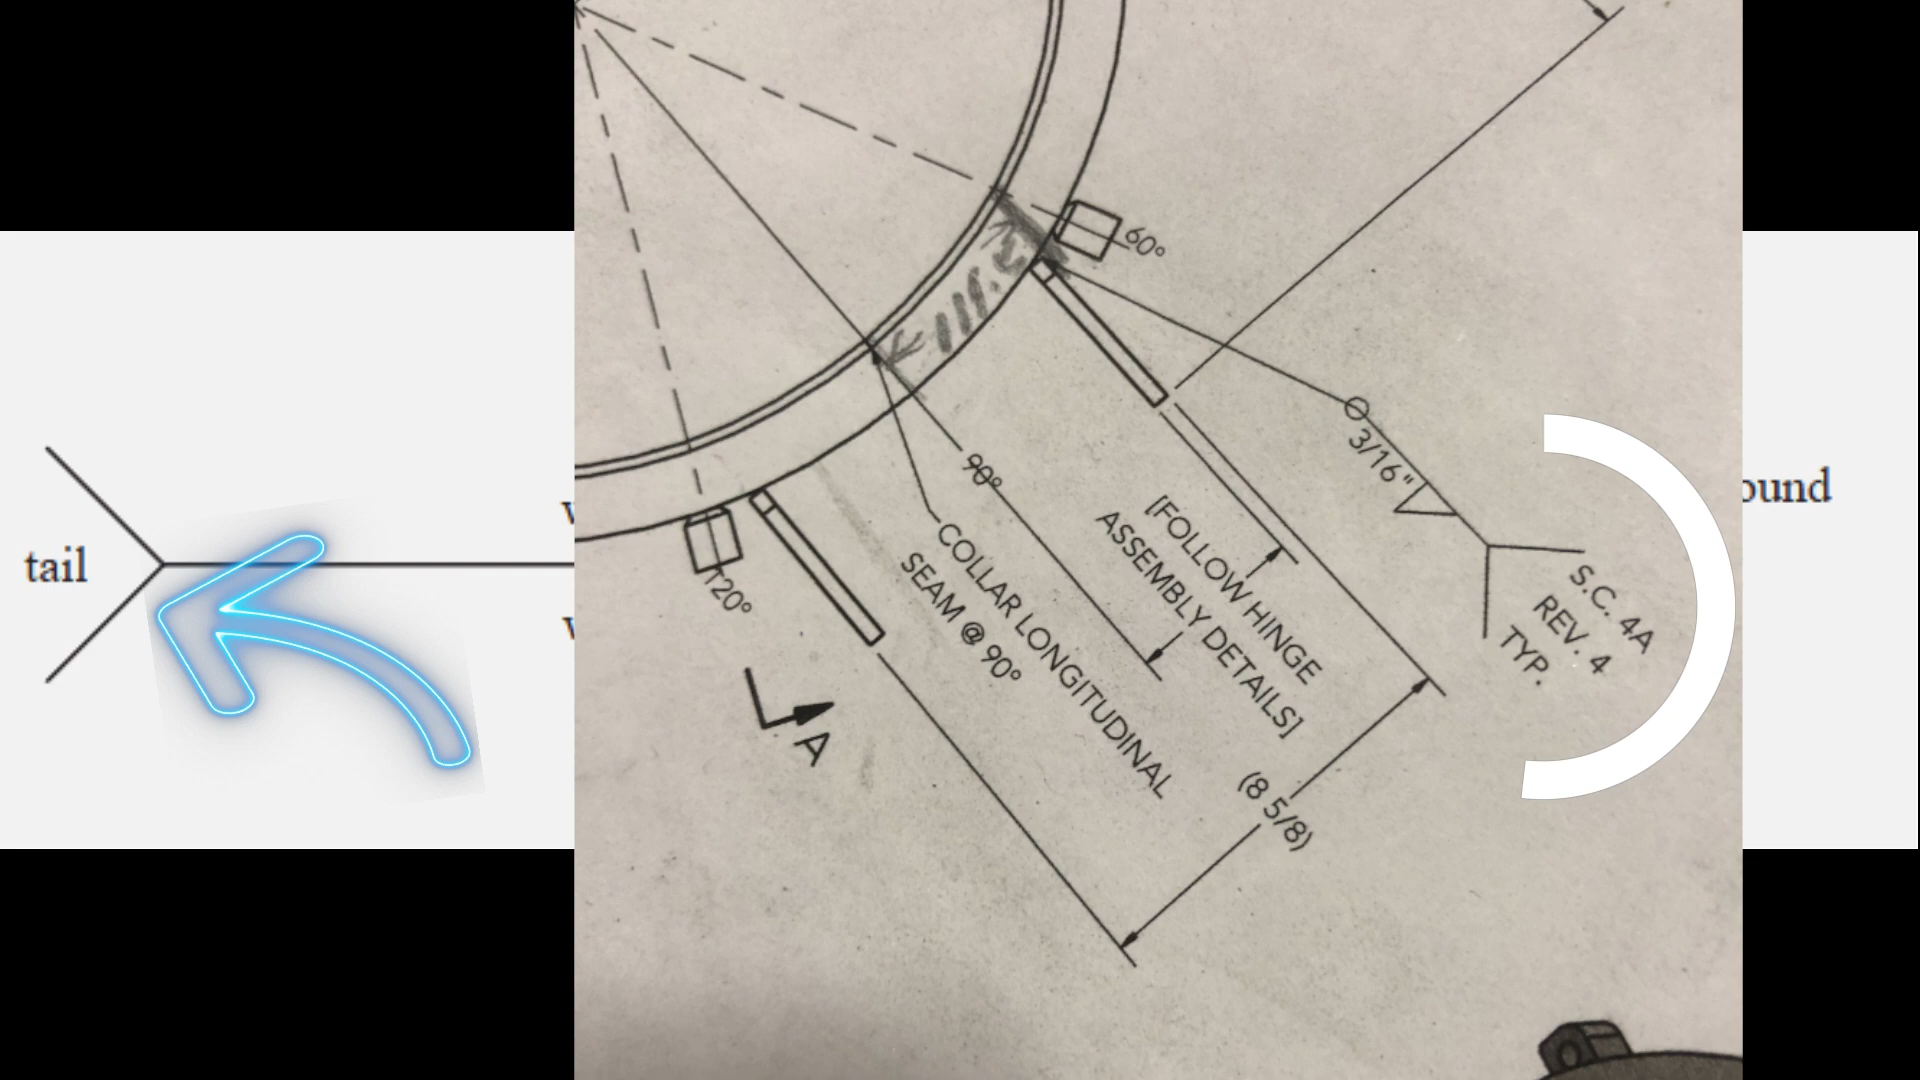 tail
60°
3/16"
90°
[FOLLOW HINGE
ASSEMBLY DETAILS]
COLLAR LONGITUDINAL
SEAM @ 90°
120°
A
S.C. 4A
REV. 4
TYP.
(8 5/8)
ound